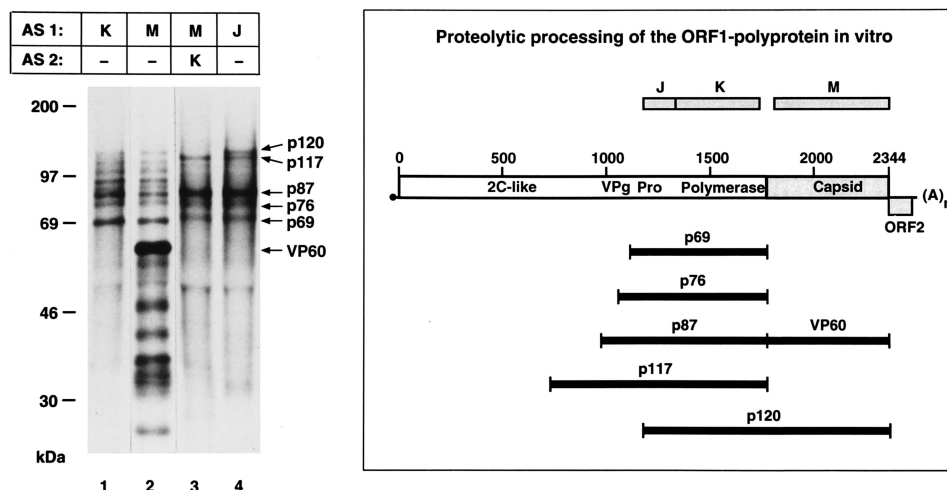 AS 1: K M M J
AS 2: – – K –
200
97
69
46
30
kDa
p120
p117
p87
p76
p69
VP60
1 2 3 4
Proteolytic processing of the ORF1-polyprotein in vitro
J K M
0 500 1000 1500 2000 2344
2C-like VPg Pro Polymerase Capsid (A)n
ORF2
p69
p76
p87 VP60
p117
p120